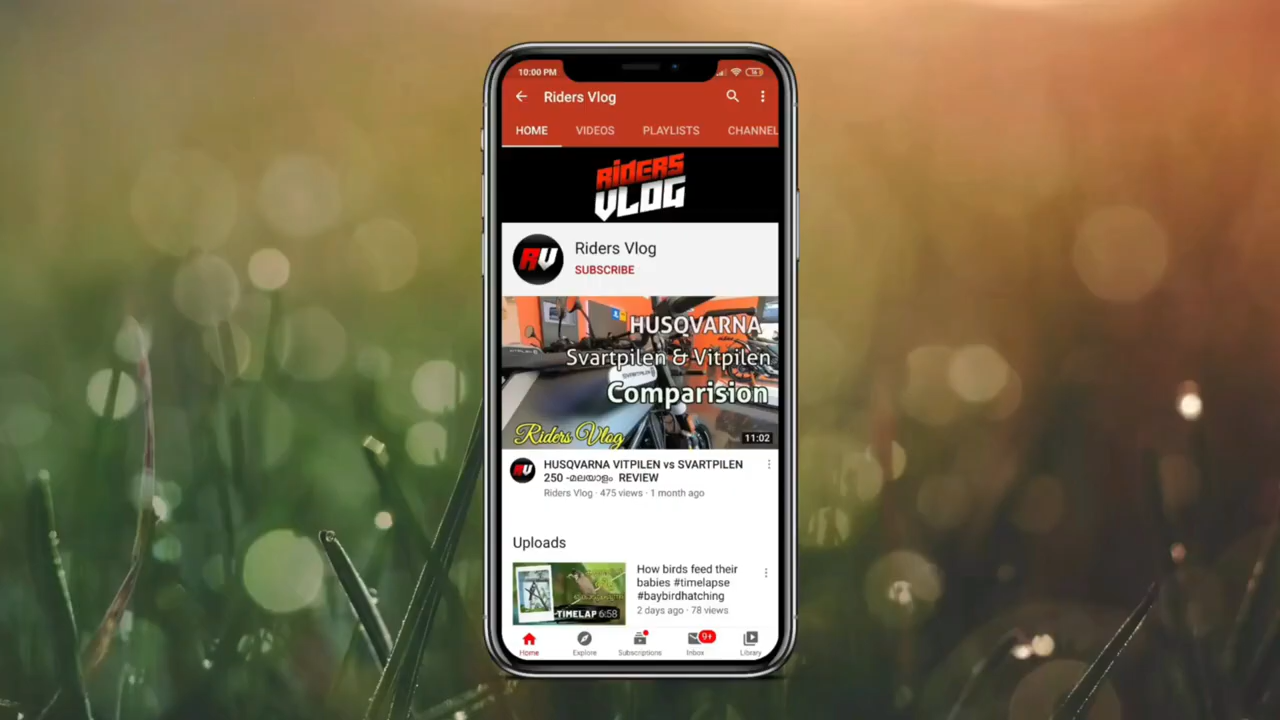 10:00 PM
Riders Vlog
HOME VIDEOS PLAYLISTS CHANNEL
RiDERS
VLOG
RV
Riders Vlog
SUBSCRIBE
HUSQVARNA
Svartpilen & Vitpilen
Comparision
SVARTPILEN
Riders Vlog
11:02
RV
HUSQVARNA VITPILEN vs SVARTPILEN
250 -മലയാളം REVIEW
Riders Vlog · 475 views · 1 month ago
Uploads
How birds feed their
babies #timelapse
#baybirdhatching
2 days ago · 78 views
-TIMELAP 6:58
9+
Home Explore Subscriptions Inbox Library